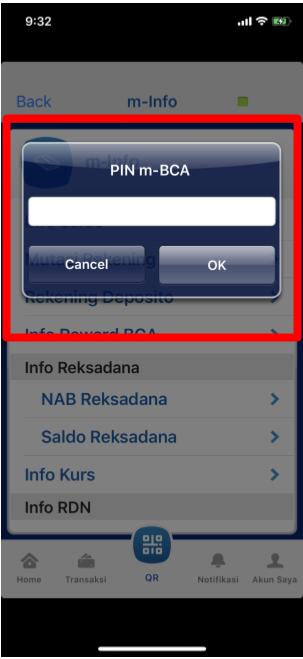 9:32
Back
m-Info
m-Info
PIN m-BCA
Mutasi Rekening
Cancel
OK
Rekening Deposito
Info Reward BCA
Info Reksadana
NAB Reksadana
Saldo Reksadana
Info Kurs
Info RDN
Home
Transaksi
QR
Notifikasi
Akun Saya